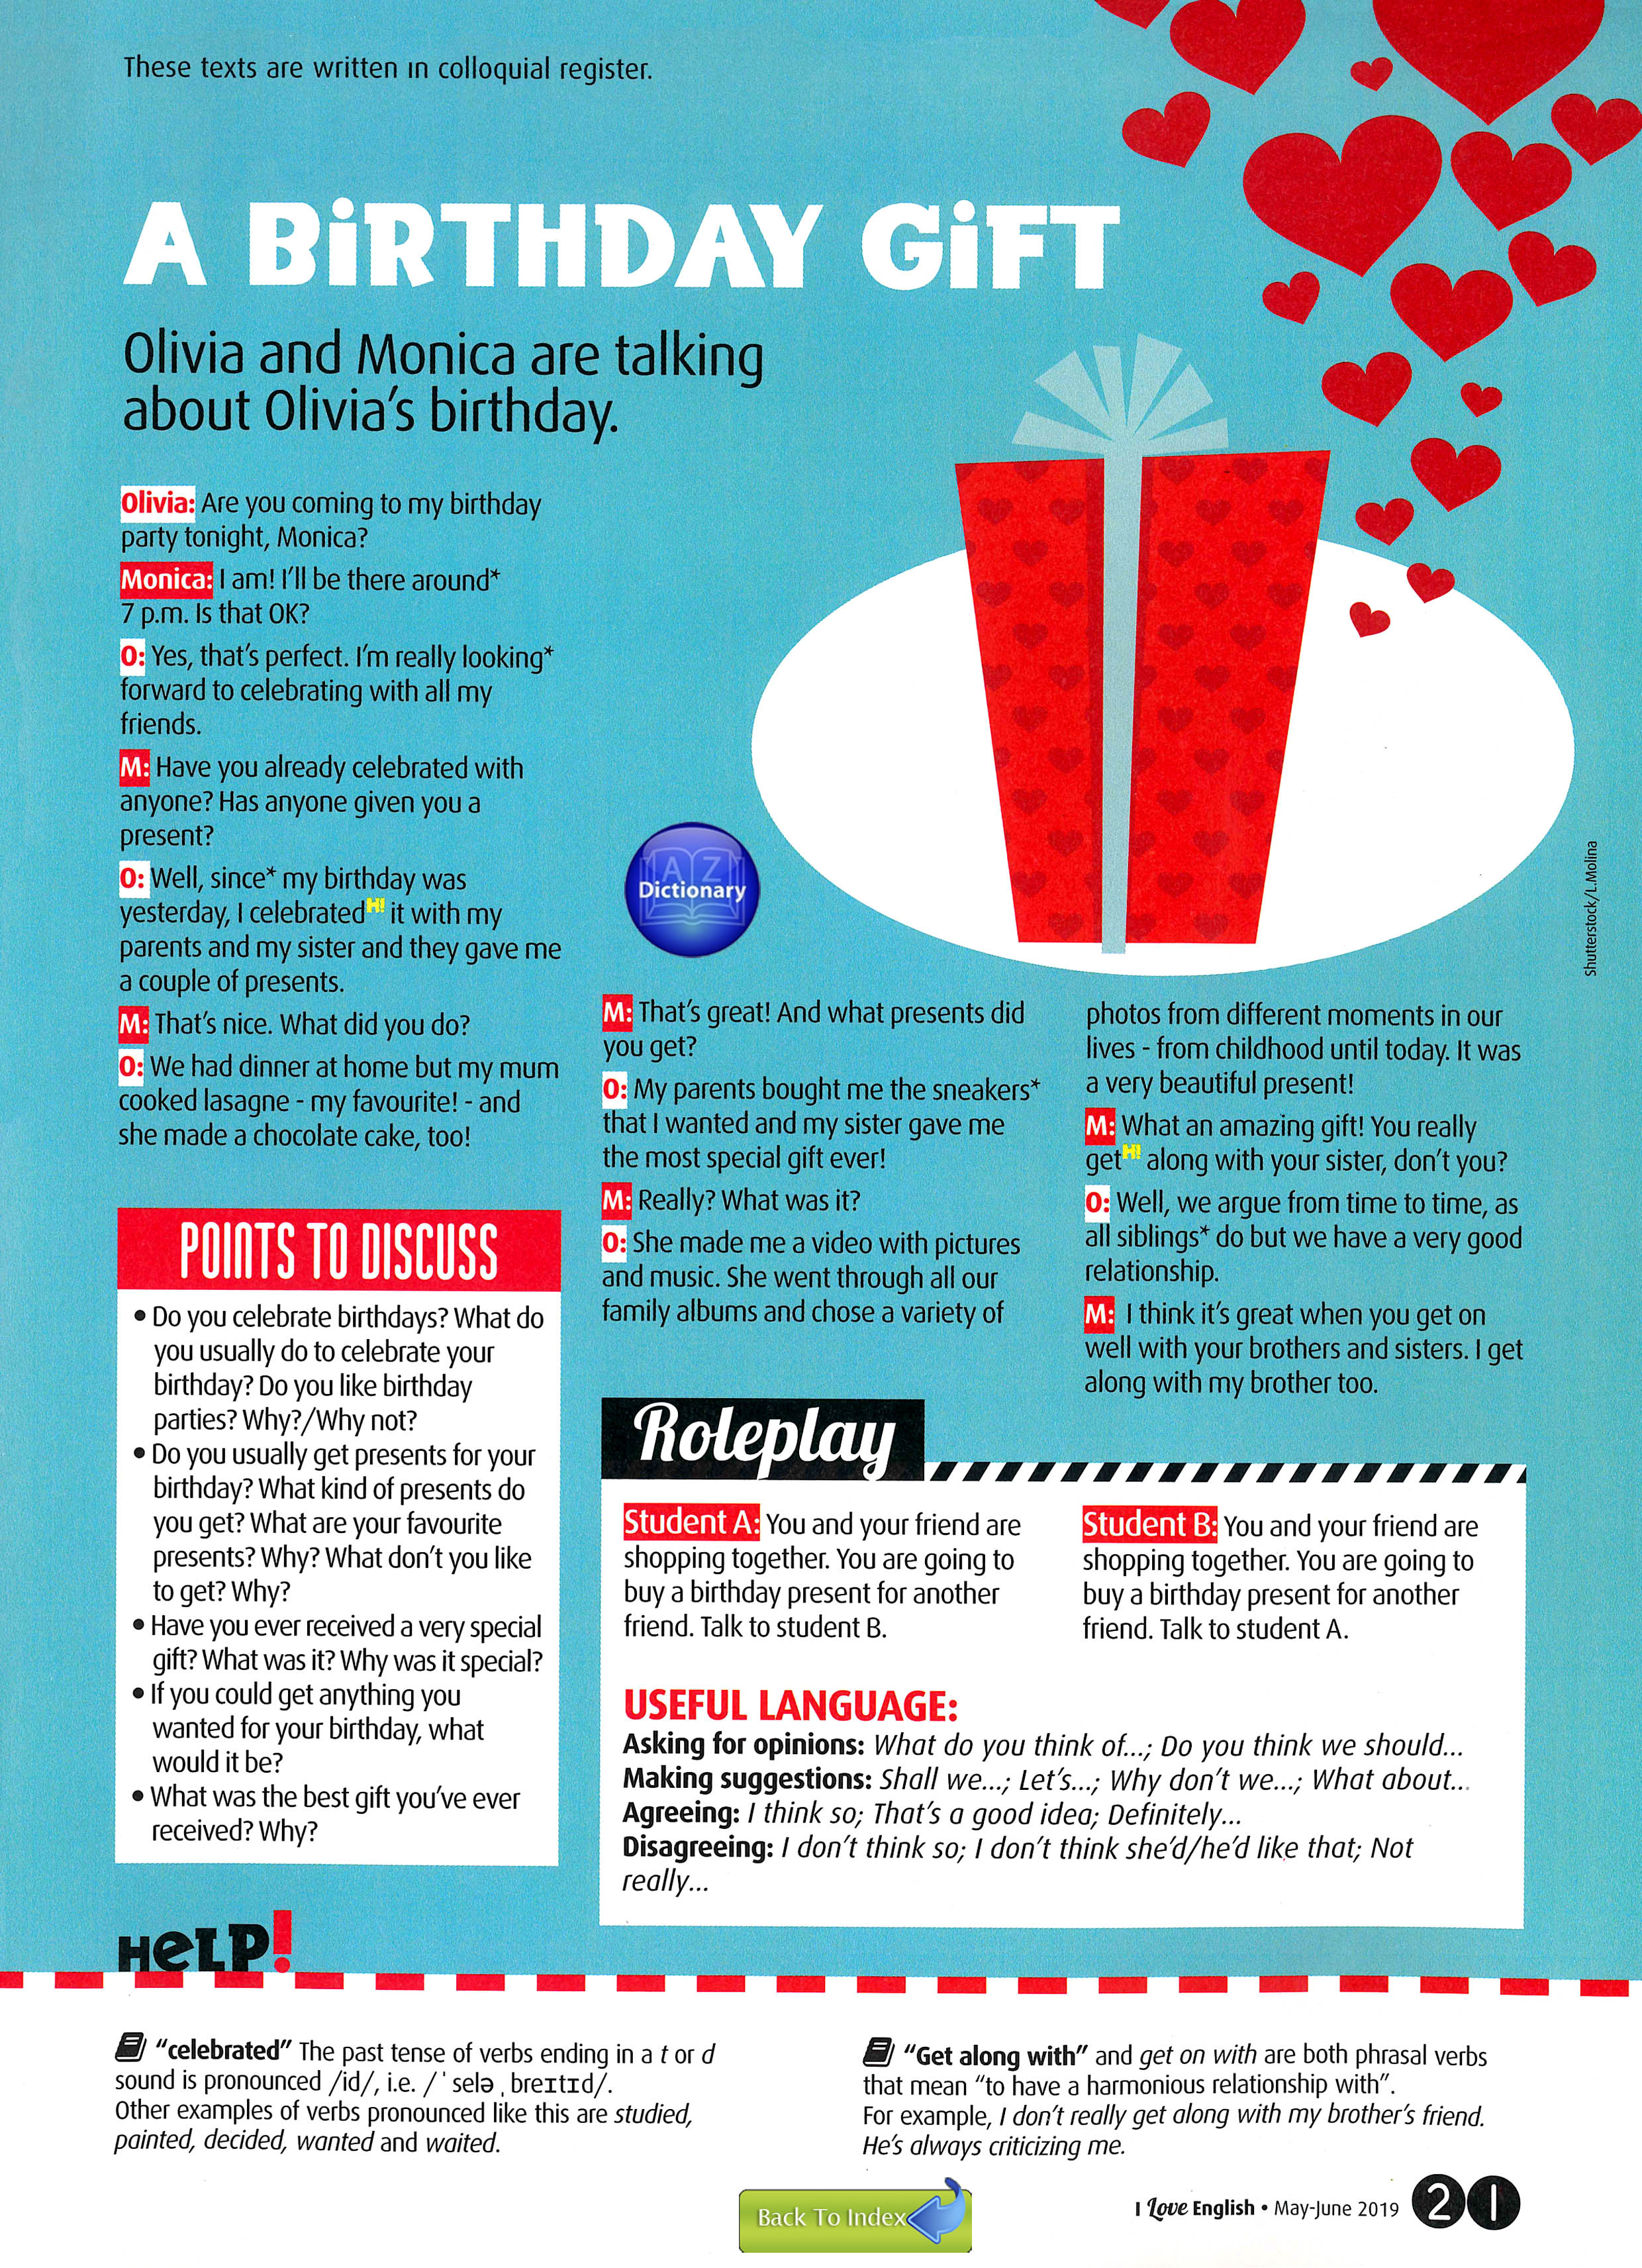 These texts are written in colloquial register.
A BiRTHDAY GiFT
Olivia and Monica are talking
about Olivia's birthday.
Olivia: Are you coming to my birthday
party tonight, Monica?
Monica: I am! I'll be there around*
7 p.m. Is that OK?
O: Yes, that's perfect. I'm really looking*
forward to celebrating with all my
friends.
M: Have you already celebrated with
anyone? Has anyone given you a
present?
O: Well, since* my birthday was
yesterday, I celebrated H! it with my
parents and my sister and they gave me
a couple of presents.
M: That's nice. What did you do?
O: We had dinner at home but my mum
cooked lasagne - my favourite! - and
she made a chocolate cake, too!
A Z
Dictionary
M: That's great! And what presents did
you get?
O: My parents bought me the sneakers*
that I wanted and my sister gave me
the most special gift ever!
M: Really? What was it?
O: She made me a video with pictures
and music. She went through all our
family albums and chose a variety of
photos from different moments in our
lives - from childhood until today. It was
a very beautiful present!
M: What an amazing gift! You really
get H! along with your sister, don't you?
O: Well, we argue from time to time, as
all siblings* do but we have a very good
relationship.
M: I think it's great when you get on
well with your brothers and sisters. I get
along with my brother too.
Shutterstock/L.Molina
POINTS TO DISCUSS
• Do you celebrate birthdays? What do
you usually do to celebrate your
birthday? Do you like birthday
parties? Why?/Why not?
• Do you usually get presents for your
birthday? What kind of presents do
you get? What are your favourite
presents? Why? What don't you like
to get? Why?
• Have you ever received a very special
gift? What was it? Why was it special?
• If you could get anything you
wanted for your birthday, what
would it be?
• What was the best gift you've ever
received? Why?
Roleplay
Student A: You and your friend are
shopping together. You are going to
buy a birthday present for another
friend. Talk to student B.
Student B: You and your friend are
shopping together. You are going to
buy a birthday present for another
friend. Talk to student A.
USEFUL LANGUAGE:
Asking for opinions: What do you think of...; Do you think we should...
Making suggestions: Shall we...; Let's...; Why don't we...; What about...
Agreeing: I think so; That's a good idea; Definitely...
Disagreeing: I don't think so; I don't think she'd/he'd like that; Not
really...
HeLP!
"celebrated" The past tense of verbs ending in a t or d
sound is pronounced /id/, i.e. /ˈselə ˌbreɪtɪd/.
Other examples of verbs pronounced like this are studied,
painted, decided, wanted and waited.
"Get along with" and get on with are both phrasal verbs
that mean "to have a harmonious relationship with".
For example, I don't really get along with my brother's friend.
He's always criticizing me.
Back To Index
I Love English • May-June 2019 21